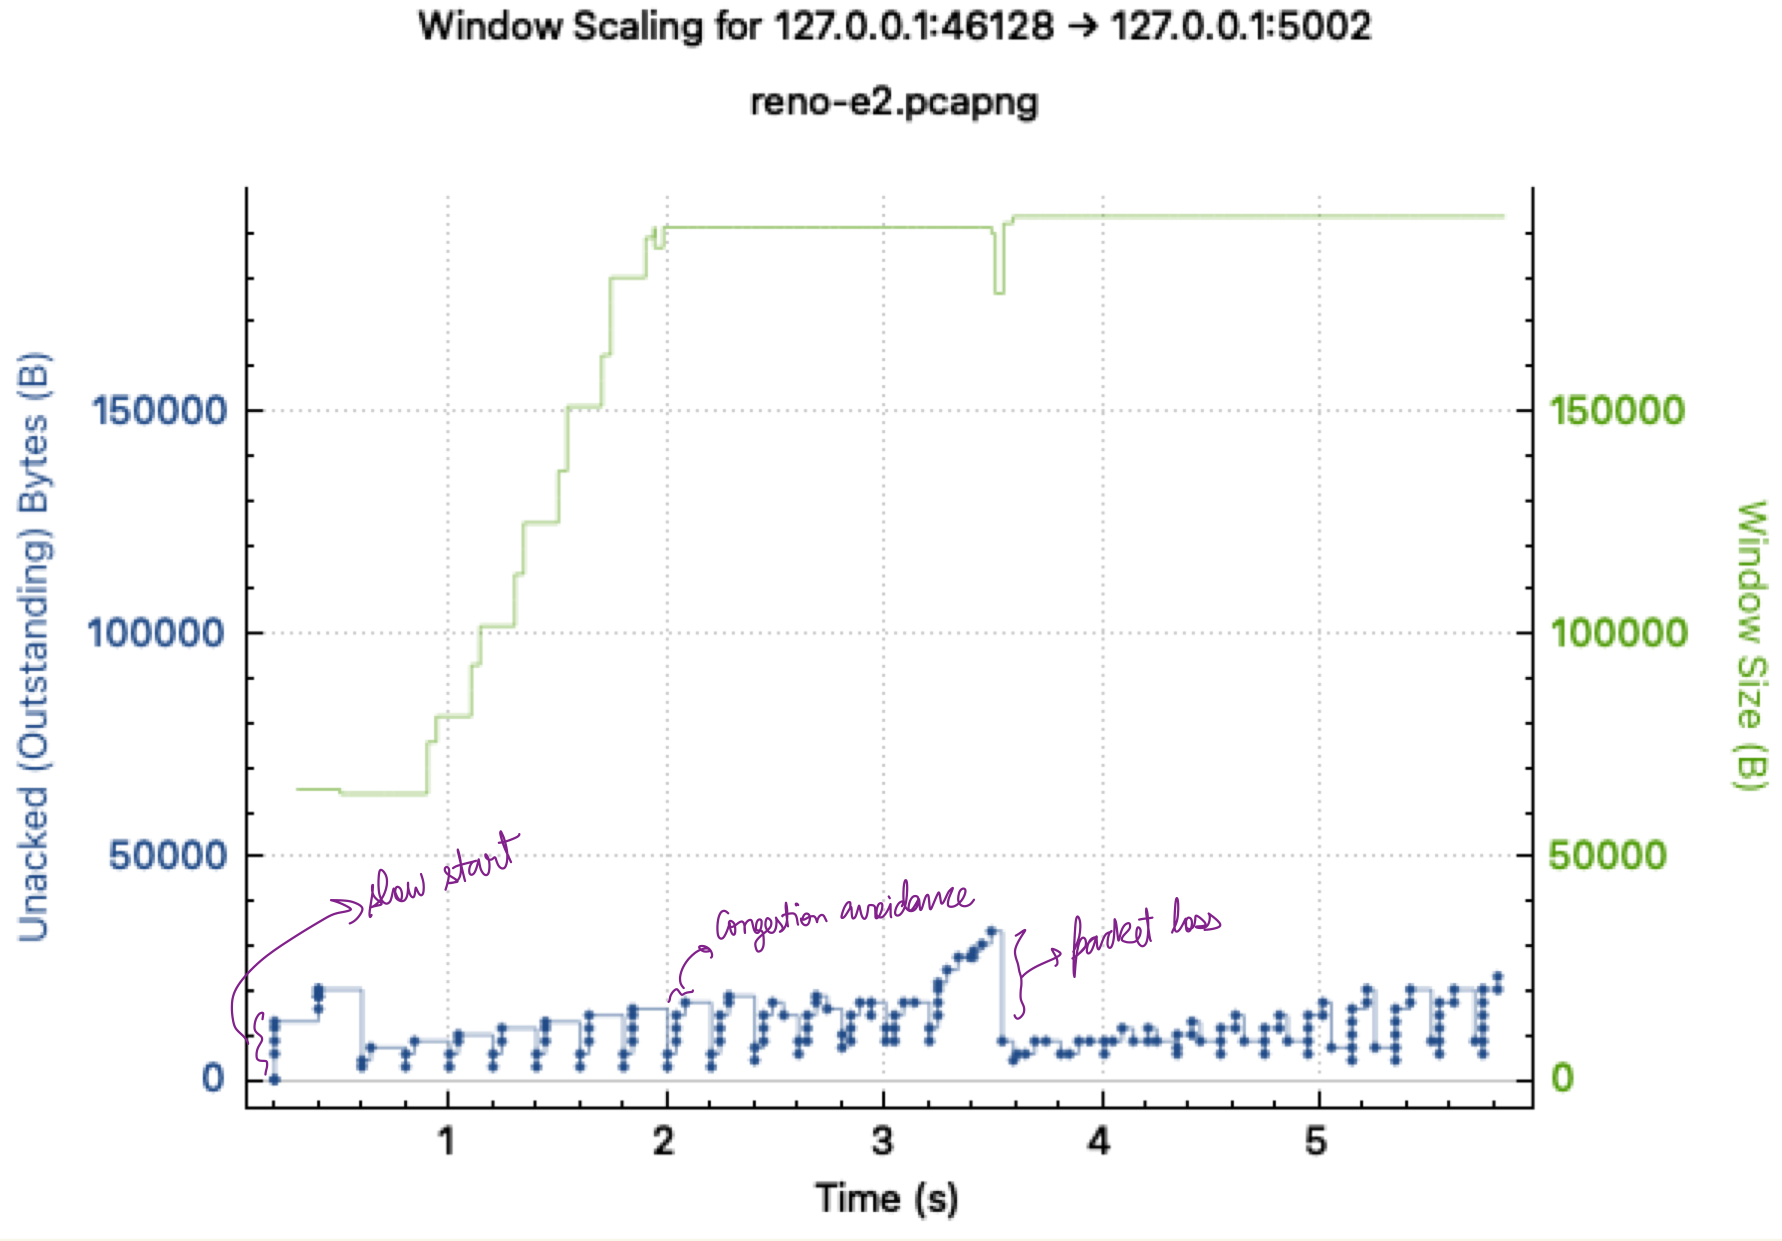 Window Scaling for 127.0.0.1:46128 → 127.0.0.1:5002
reno-e2.pcapng
Unacked (Outstanding) Bytes (B)
150000
100000
50000
0
150000
100000
50000
0
Window Size (B)
slow start
Congestion avoidance
packet loss
1 2 3 4 5
Time (s)